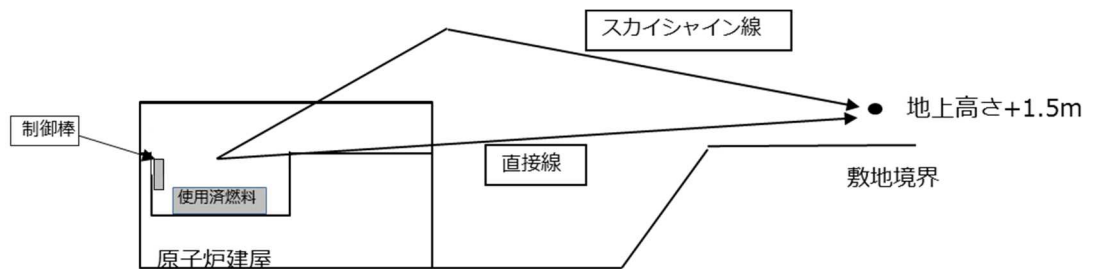 スカイシャイン線
地上高さ+1.5m
制御棒
直接線
敷地境界
使用済燃料
原子炉建屋